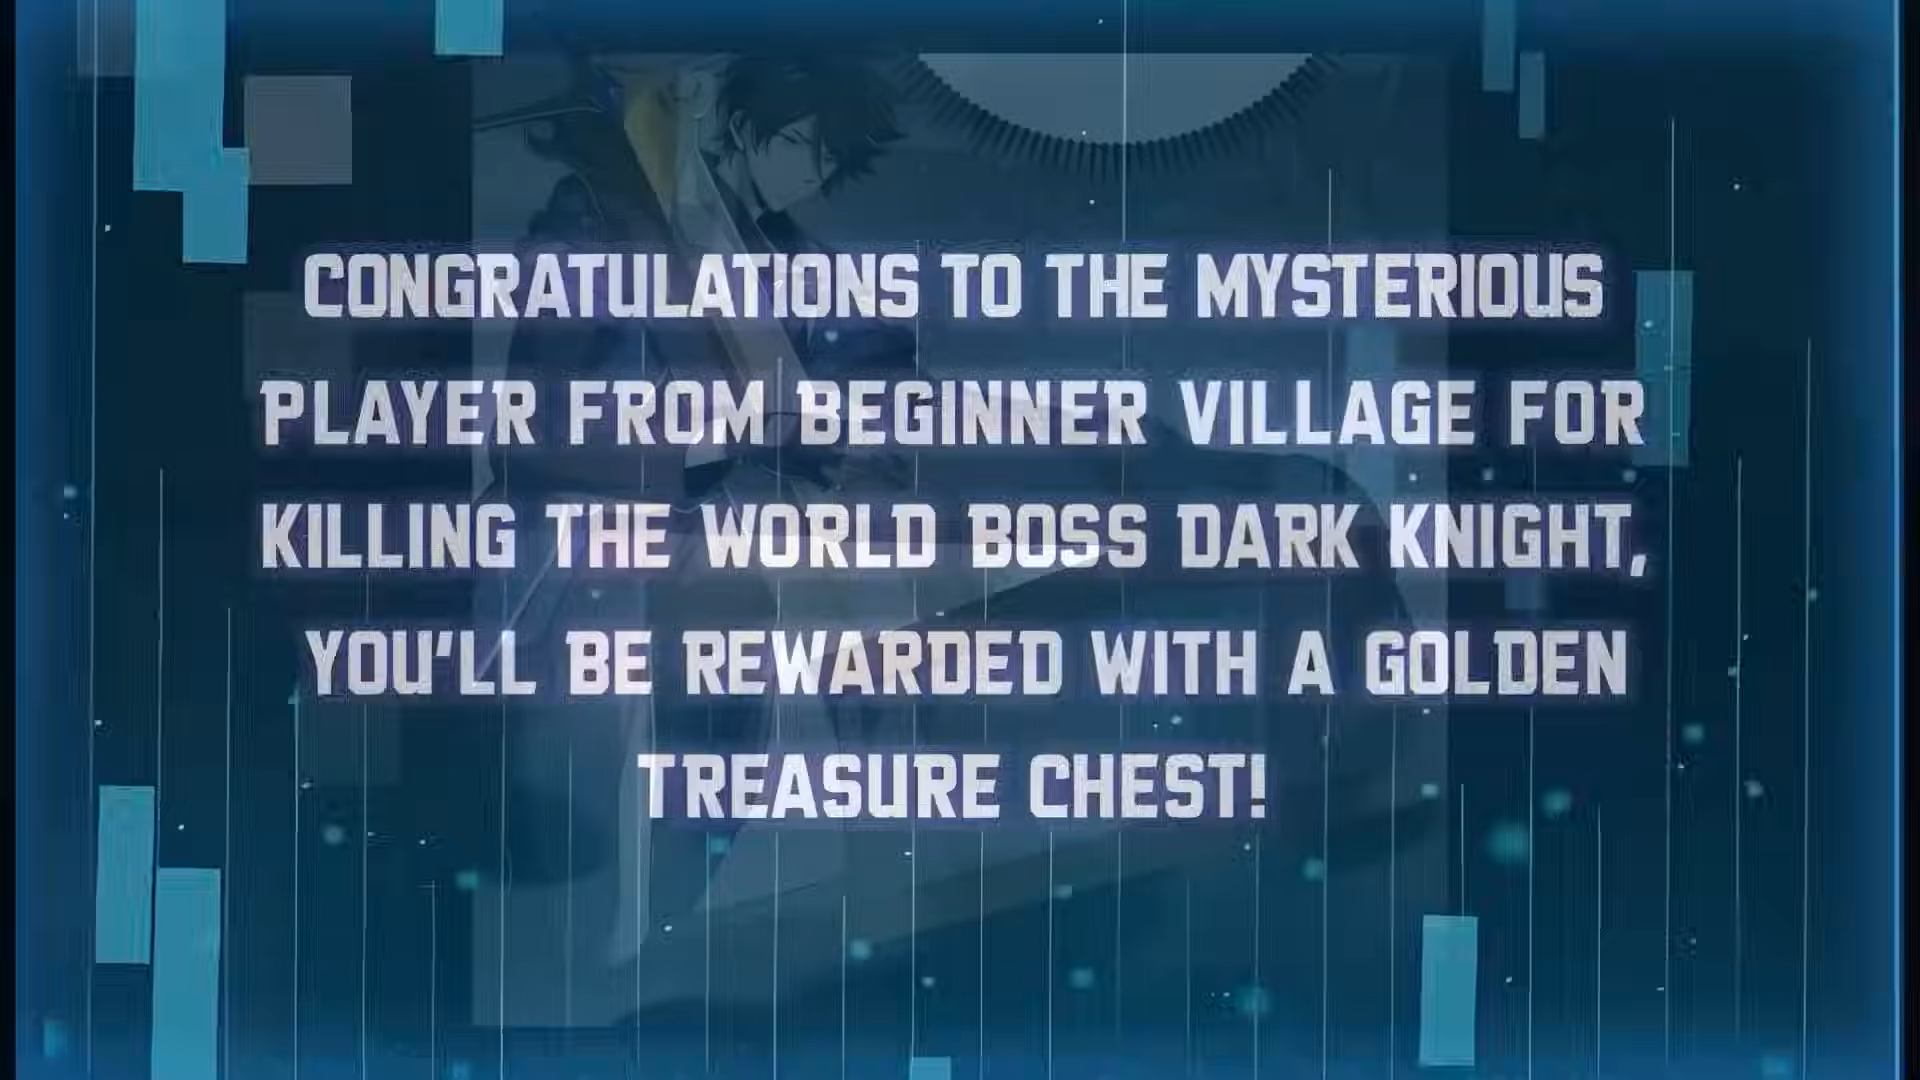 CONGRATULATIONS TO THE MYSTERIOUS
PLAYER FROM BEGINNER VILLAGE FOR
KILLING THE WORLD BOSS DARK KNIGHT,
YOU'LL BE REWARDED WITH A GOLDEN
TREASURE CHEST!